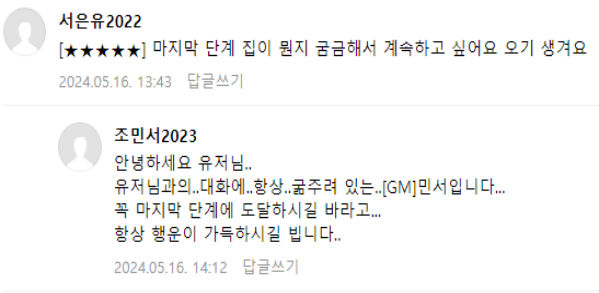 서은유2022
[★★★★★] 마지막 단계 집이 뭔지 궁금해서 계속하고 싶어요 오기 생겨요
2024.05.16. 13:43 답글쓰기
조민서2023
안녕하세요 유저님..
유저님과의..대화에..항상..굶주려 있는..[GM]민서입니다...
꼭 마지막 단계에 도달하시길 바라고...
항상 행운이 가득하시길 빕니다..
2024.05.16. 14:12 답글쓰기